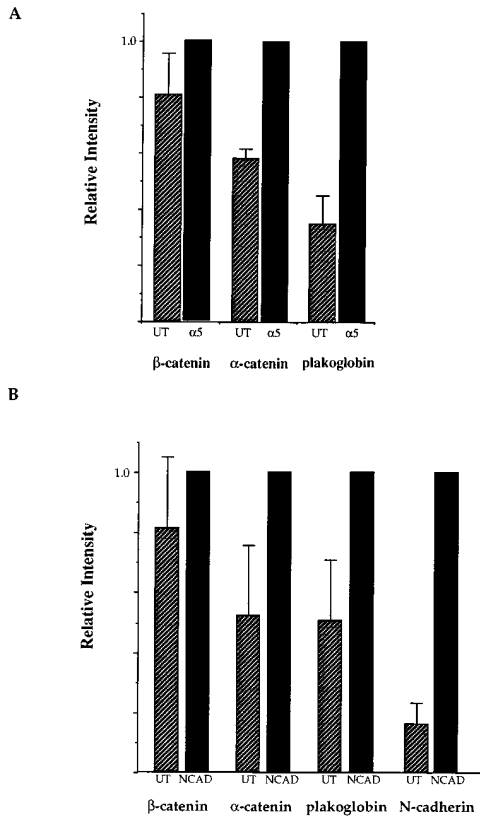 A
1.0
Relative Intensity
UT α5 UT α5 UT α5
β-catenin α-catenin plakoglobin
B
1.0
Relative Intensity
UT NCAD UT NCAD UT NCAD UT NCAD
β-catenin α-catenin plakoglobin N-cadherin